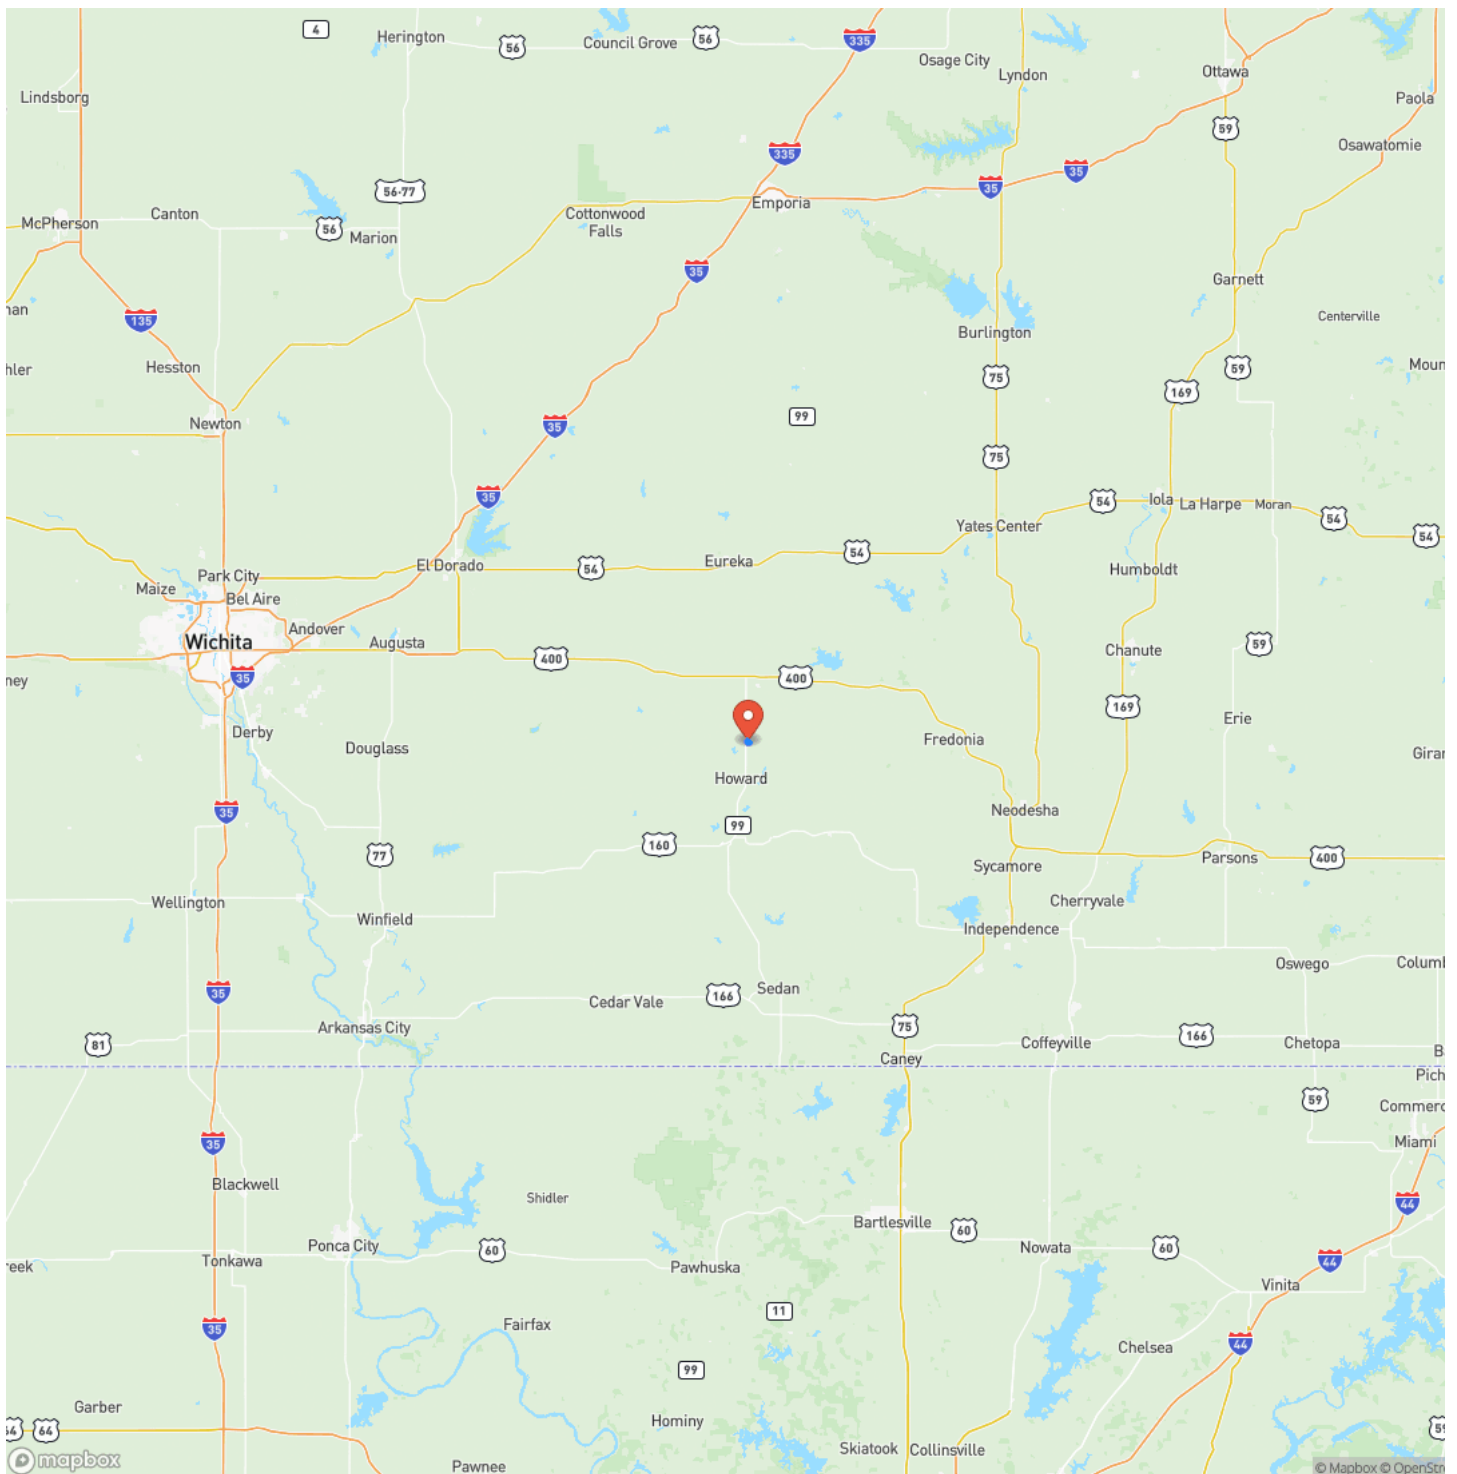 4
Herington
56
Council Grove
56
335
Osage City
Lyndon
Ottawa
Lindsborg
Paola
59
Osawatomie
335
35
35
56-77
Canton
McPherson
56
Marion
Cottonwood
Falls
Emporia
35
Garnett
135
Centerville
Burlington
Hesston
75
59
169
99
Newton
35
75
35
54
Iola
La Harpe
Moran
54
54
Yates Center
54
Eureka
El Dorado
54
Humboldt
Park City
Maize
Bel Aire
Andover
Wichita
Augusta
400
Chanute
59
35
400
169
Derby
Douglass
Erie
Fredonia
Howard
35
Neodesha
99
160
77
Sycamore
Parsons
400
Wellington
Winfield
Cherryvale
Independence
Oswego
35
Cedar Vale
166
Sedan
Arkansas City
75
81
Coffeyville
166
Chetopa
Caney
59
35
Miami
Blackwell
Shidler
44
Bartlesville
60
Ponca City
60
Nowata
60
Tonkawa
Pawhuska
44
Vinita
11
Fairfax
35
44
Chelsea
99
Garber
Hominy
64
Skiatook
Collinsville
mapbox
Pawnee
© Mapbox ©